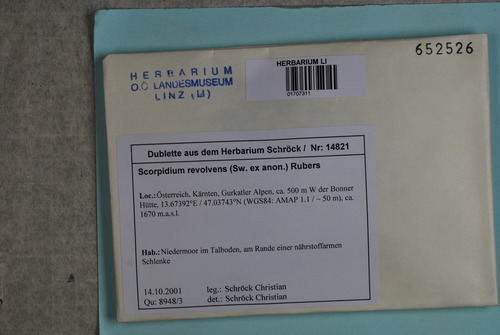 652526
HERBARIUM
O.Ö. LANDESMUSEUM
LINZ (LI)
HERBARIUM LI
01707311
Dublette aus dem Herbarium Schröck / Nr: 14821
Scorpidium revolvens (Sw. ex anon.) Rubers
Loc.: Österreich, Kärnten, Gurktaler Alpen, ca. 500 m W der Bonner
Hütte, 13.67392°E / 47.03743°N (WGS84: AMAP 1.1 / ~ 50 m), ca.
1670 m.a.s.l.
Hab.: Niedermoor im Talboden, am Rande einer nährstoffarmen
Schlenke
14.10.2001 leg.: Schröck Christian
Qu: 8948/3 det.: Schröck Christian